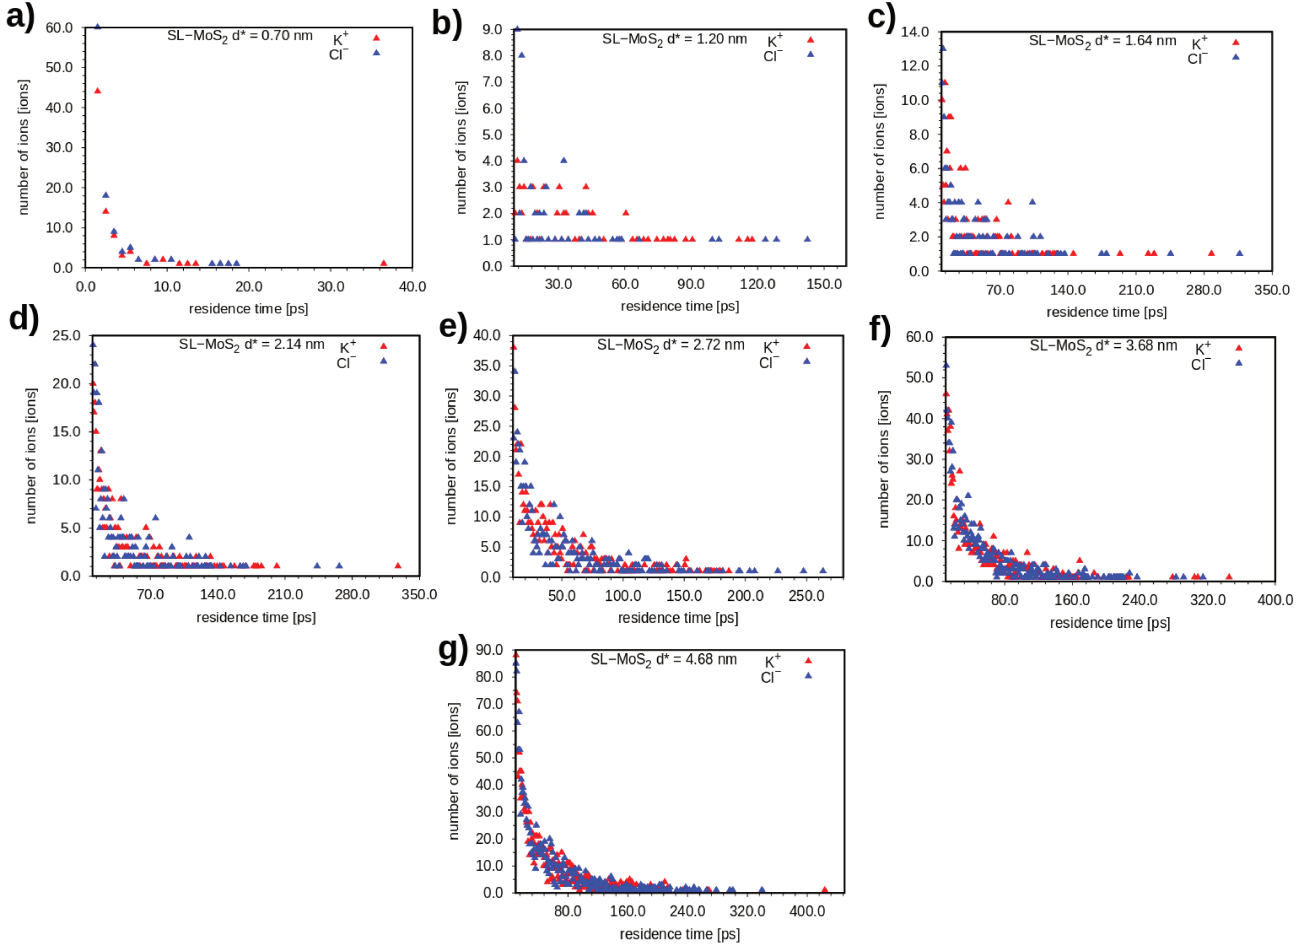 a)
SL−MoS2 d* = 0.70 nm
K+
Cl−
60.0
50.0
40.0
30.0
20.0
10.0
0.0
number of ions [ions]
0.0 10.0 20.0 30.0 40.0
residence time [ps]
b)
SL−MoS2 d* = 1.20 nm
K+
Cl−
9.0
8.0
7.0
6.0
5.0
4.0
3.0
2.0
1.0
0.0
number of ions [ions]
30.0 60.0 90.0 120.0 150.0
residence time [ps]
c)
SL−MoS2 d* = 1.64 nm
K+
Cl−
14.0
12.0
10.0
8.0
6.0
4.0
2.0
0.0
number of ions [ions]
70.0 140.0 210.0 280.0 350.0
residence time [ps]
d)
SL−MoS2 d* = 2.14 nm
K+
Cl−
25.0
20.0
15.0
10.0
5.0
0.0
number of ions [ions]
70.0 140.0 210.0 280.0 350.0
residence time [ps]
e)
SL−MoS2 d* = 2.72 nm
K+
Cl−
40.0
35.0
30.0
25.0
20.0
15.0
10.0
5.0
0.0
number of ions [ions]
50.0 100.0 150.0 200.0 250.0
residence time [ps]
f)
SL−MoS2 d* = 3.68 nm
K+
Cl−
60.0
50.0
40.0
30.0
20.0
10.0
0.0
number of ions [ions]
80.0 160.0 240.0 320.0 400.0
residence time [ps]
g)
SL−MoS2 d* = 4.68 nm
K+
Cl−
90.0
80.0
70.0
60.0
50.0
40.0
30.0
20.0
10.0
0.0
number of ions [ions]
80.0 160.0 240.0 320.0 400.0
residence time [ps]